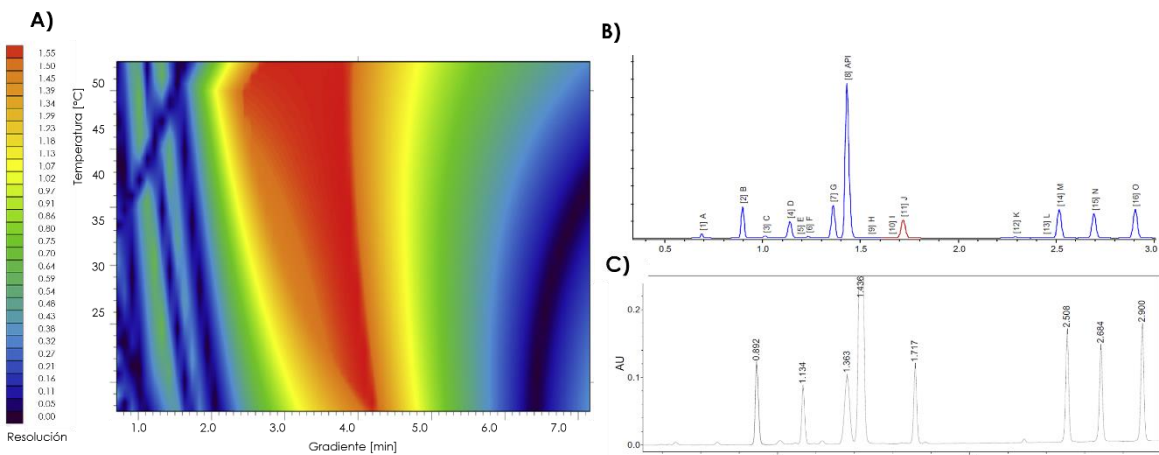 A)
1.55
1.50
1.45
1.39
1.34
1.29
1.23
1.18
1.13
1.07
1.02
0.97
0.91
0.86
0.80
0.75
0.70
0.64
0.59
0.54
0.48
0.43
0.38
0.32
0.27
0.21
0.16
0.11
0.05
0.00
Resolución
Temperatura [°C]
50
45
40
35
30
25
1.0
2.0
3.0
4.0
5.0
6.0
7.0
Gradiente [min]
B)
[1] A
[2] B
[3] C
[4] D
[5] E
[6] F
[7] G
[8] API
[9] H
[10] I
[11] J
[12] K
[13] L
[14] M
[15] N
[16] O
0.5
1.0
1.5
2.0
2.5
3.0
C)
AU
0.2
0.1
0.0
0.892
1.134
1.363
1.436
1.717
2.508
2.684
2.900